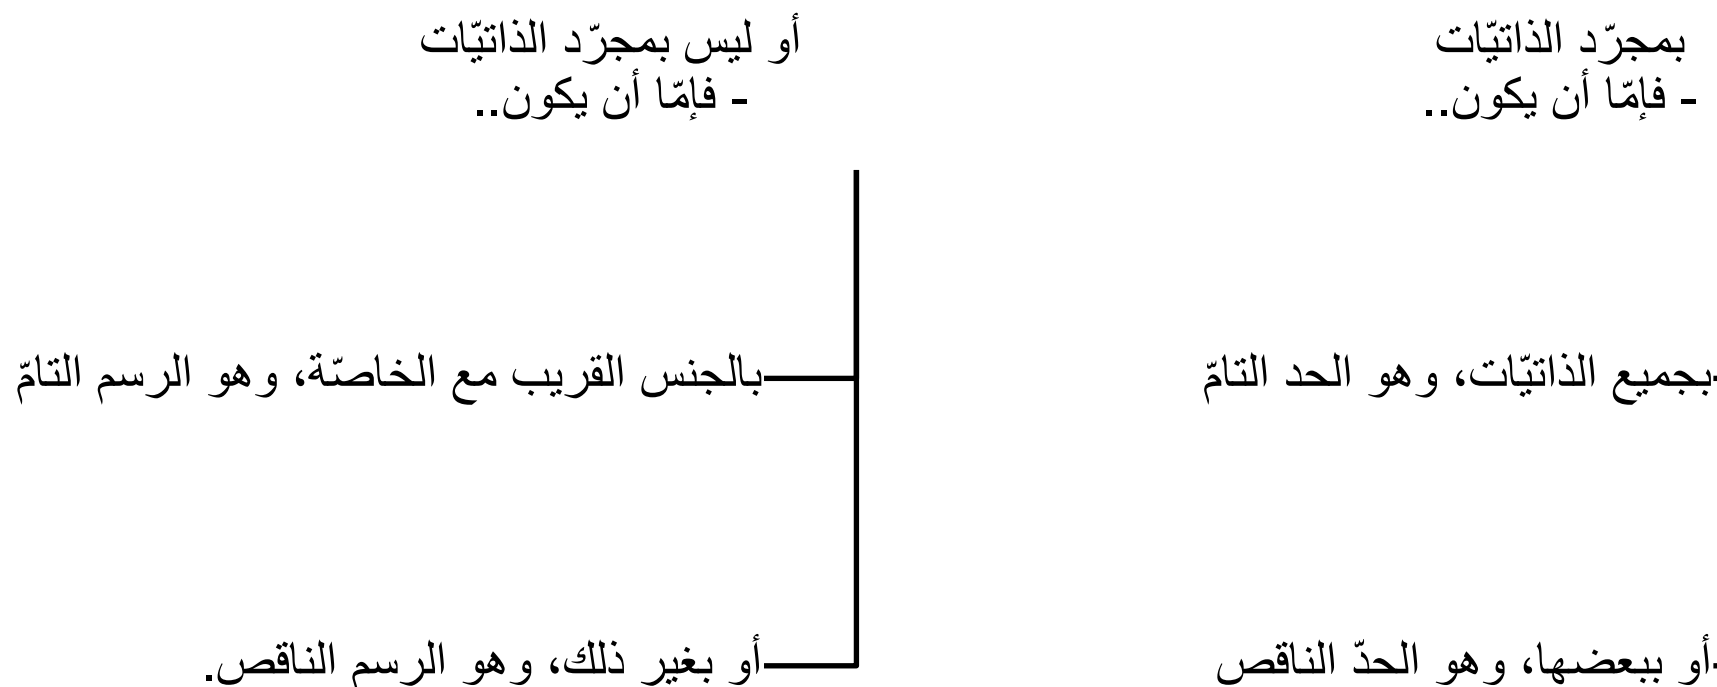 بمجرّد الذاتيّات
- فإمّا أن يكون..
بجميع الذاتيّات، وهو الحد التامّ
أو ببعضها، وهو الحدّ الناقص
أو ليس بمجرّد الذاتيّات
- فإمّا أن يكون..
بالجنس القريب مع الخاصّة، وهو الرسم التامّ
أو بغير ذلك، وهو الرسم الناقص.